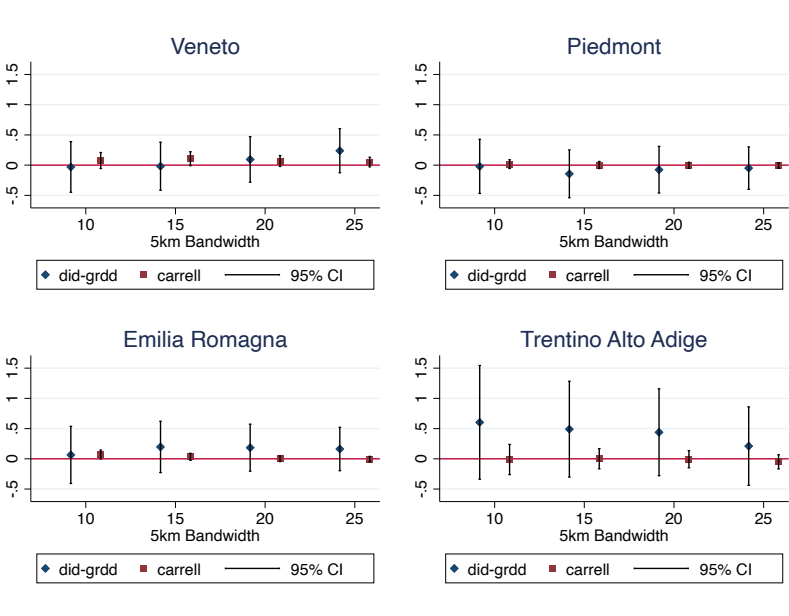 Veneto
1.5
1
.5
0
-.5
10 15 20 25
5km Bandwidth
did-grdd carrell 95% CI
Piedmont
1.5
1
.5
0
-.5
10 15 20 25
5km Bandwidth
did-grdd carrell 95% CI
Emilia Romagna
1.5
1
.5
0
-.5
10 15 20 25
5km Bandwidth
did-grdd carrell 95% CI
Trentino Alto Adige
1.5
1
.5
0
-.5
10 15 20 25
5km Bandwidth
did-grdd carrell 95% CI